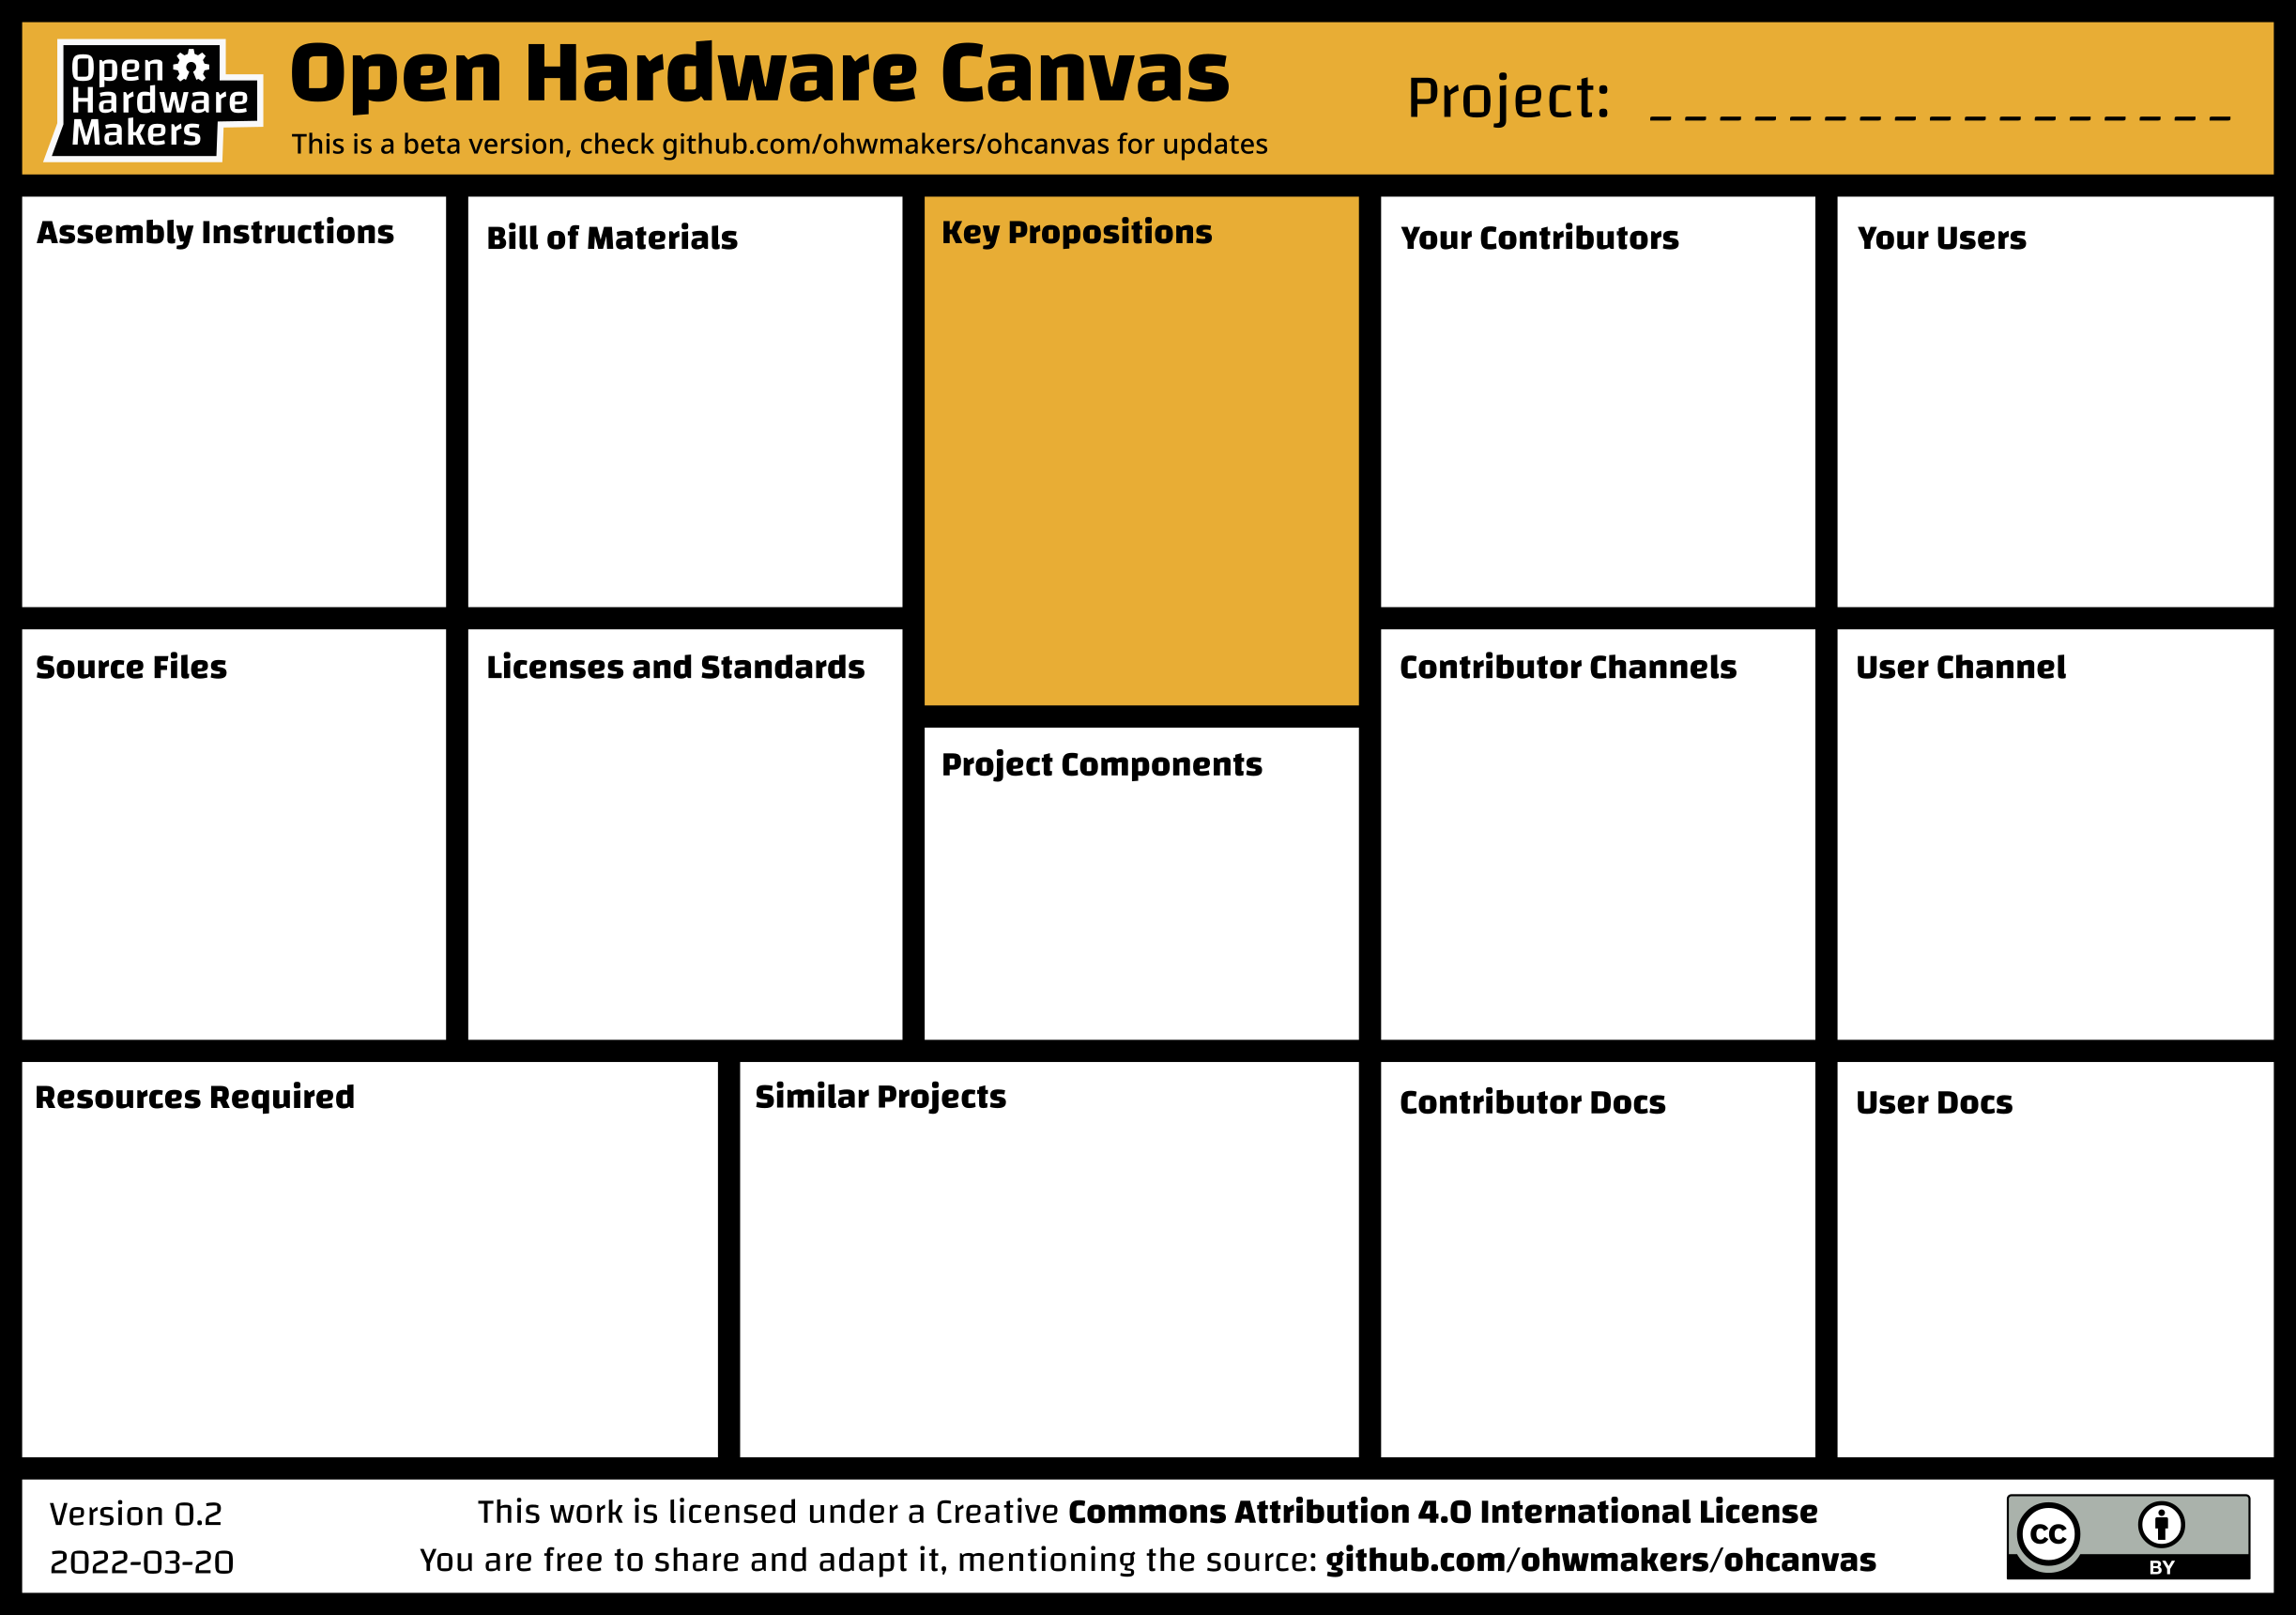 Open
Hardware
Makers
Open Hardware Canvas
This is a beta version, check github.com/ohwmakers/ohcanvas for updates
Project: _ _ _ _ _ _ _ _ _ _ _ _ _ _ _ _ _
Assembly Instructions
Bill of Materials
Key Propositions
Your Contributors
Your Users
Source Files
Licenses and Standards
Contributor Channels
User Channel
Project Components
Resources Required
Similar Projects
Contributor Docs
User Docs
Version 0.2
2022-03-20
This work is licensed under a Creative Commons Attribution 4.0 International License
You are free to share and adapt it, mentioning the source: github.com/ohwmakers/ohcanvas
CC
BY